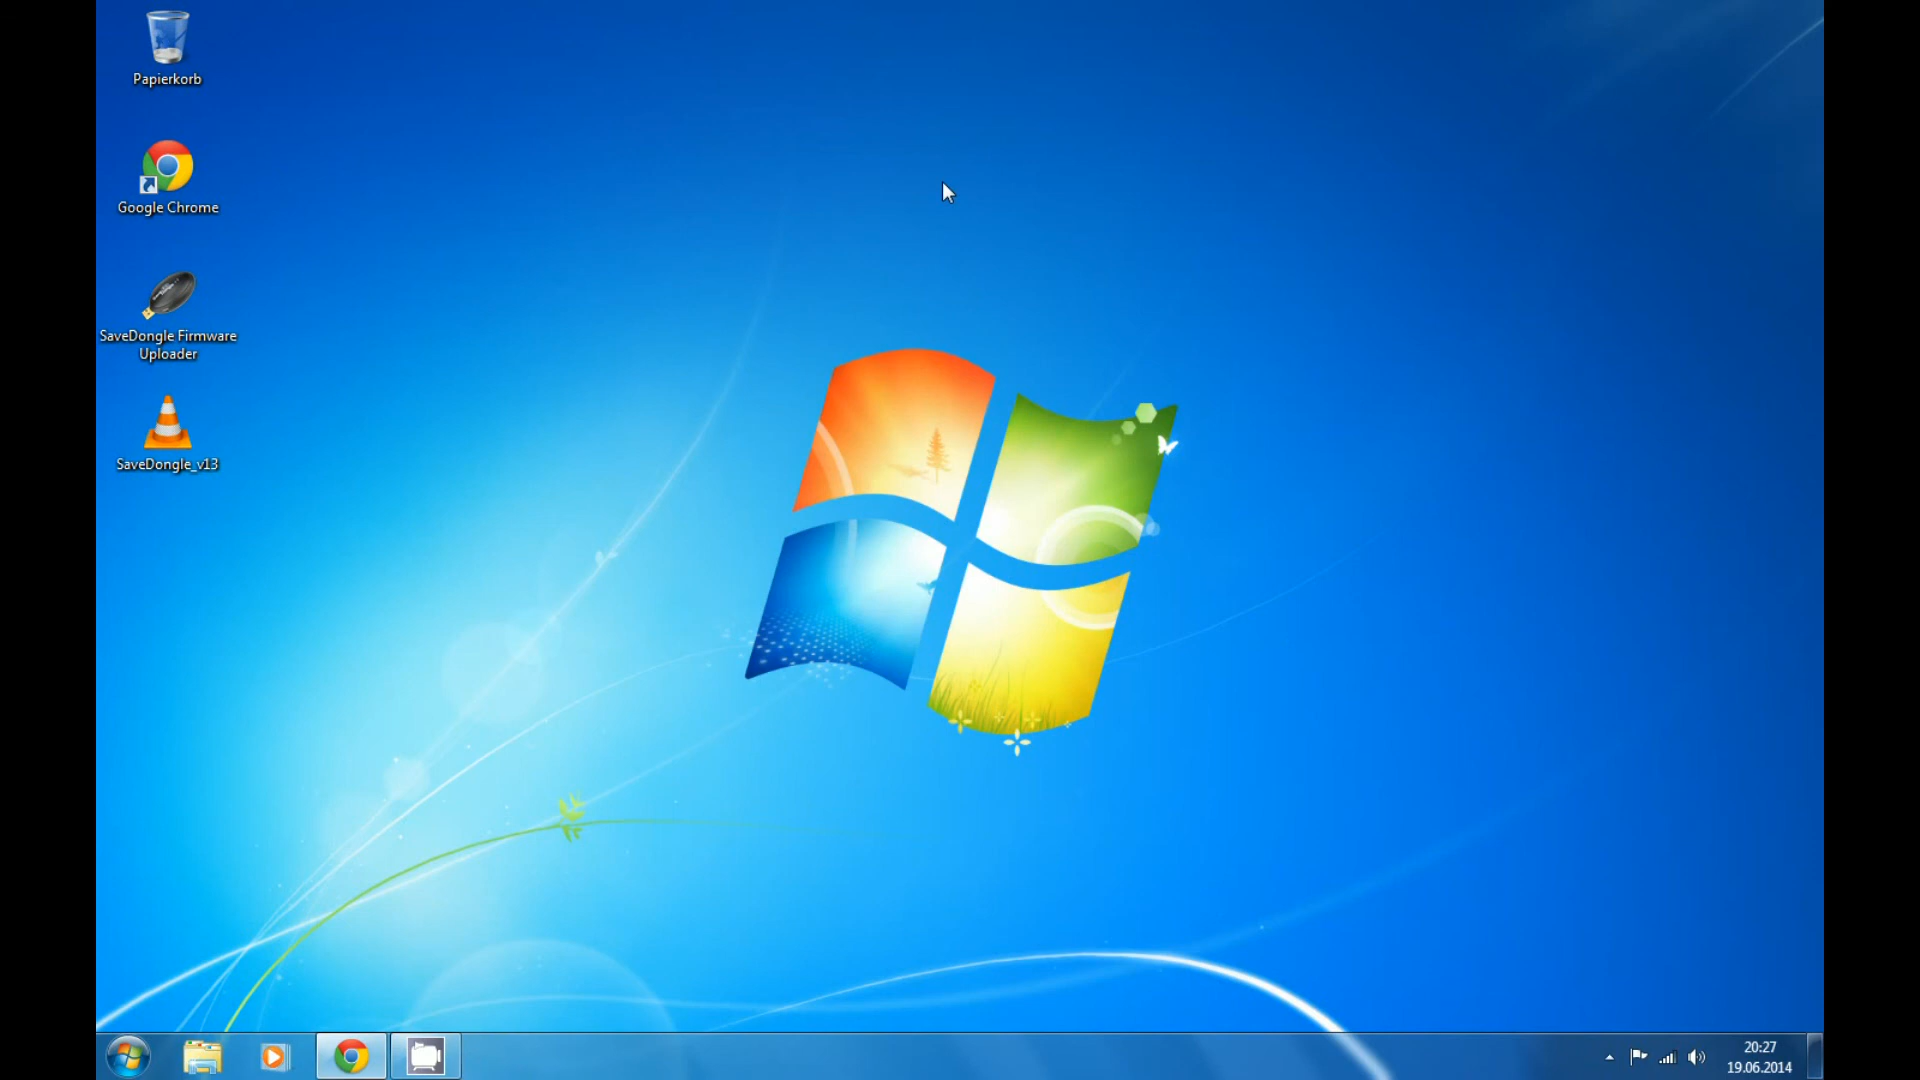 Papierkorb
Google Chrome
SaveDongle Firmware
Uploader
SaveDongle_v13
20:27
19.06.2014